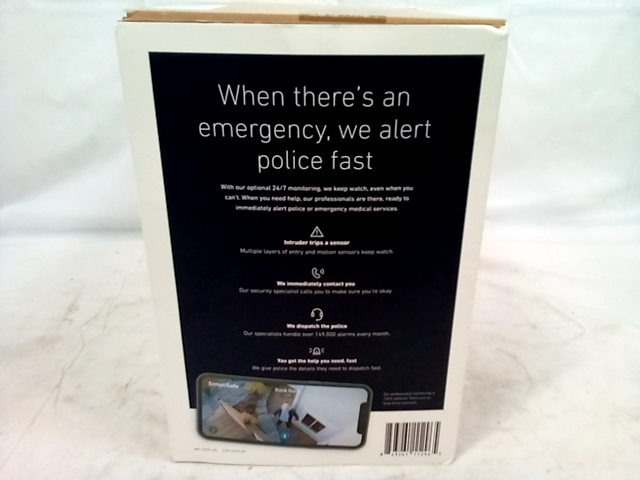 When there's an
emergency, we alert
police fast
With our optional 24/7 monitoring, we keep watch, even when you
can't. When you need help, our professionals are there, ready to
immediately alert police or emergency medical services.
Intruder trips a sensor
Multiple layers of entry and motion sensors keep watch.
We immediately contact you
Our security specialist calls you to make sure you're okay.
We dispatch the police
Our specialists handle over 149,000 alarms every month.
You get the help you need, fast
We give police the details they need to dispatch fast.
SimpliSafe
Our professional monitoring is